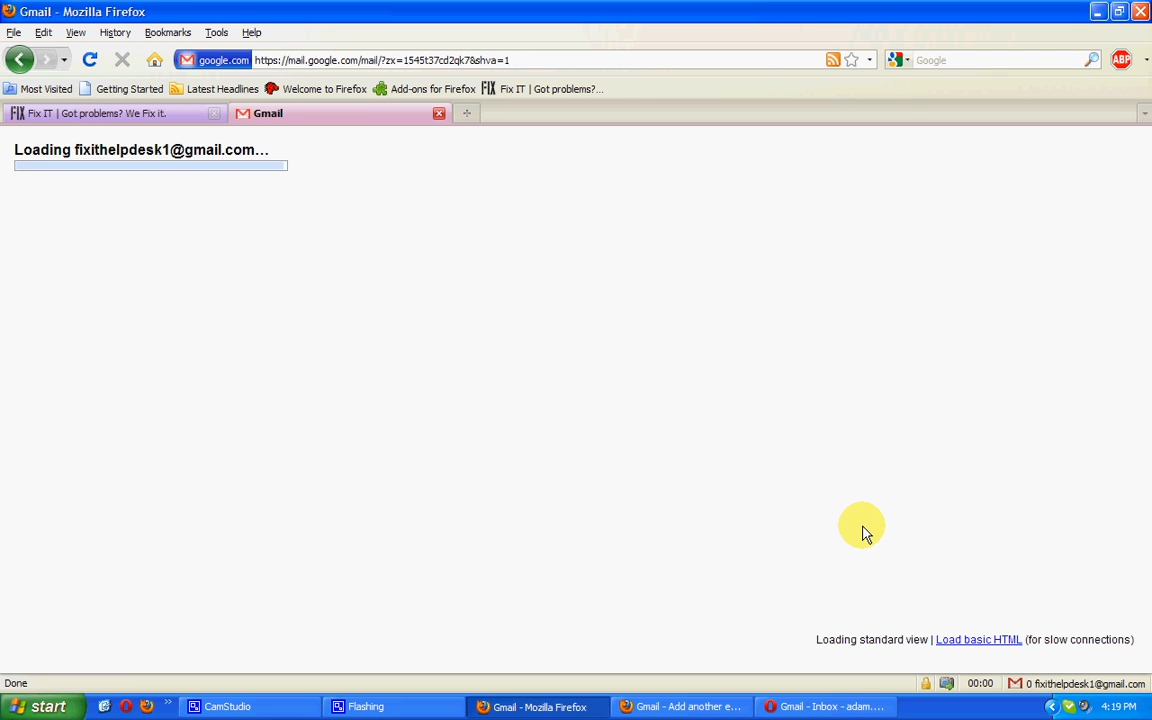 Gmail - Mozilla Firefox
File Edit View History Bookmarks Tools Help
google.com https://mail.google.com/mail/?zx=1545t37cd2qk7&shva=1 Google ABP
Most Visited Getting Started Latest Headlines Welcome to Firefox Add-ons for Firefox FIX Fix IT | Got problems?...
FIX Fix IT | Got problems? We Fix it. Gmail
Loading fixithelpdesk1@gmail.com…
Loading standard view | Load basic HTML (for slow connections)
Done 00:00 0 fixithelpdesk1@gmail.com
start CamStudio Flashing Gmail - Mozilla Firefox Gmail - Add another e... Gmail - Inbox - adam.... 4:19 PM